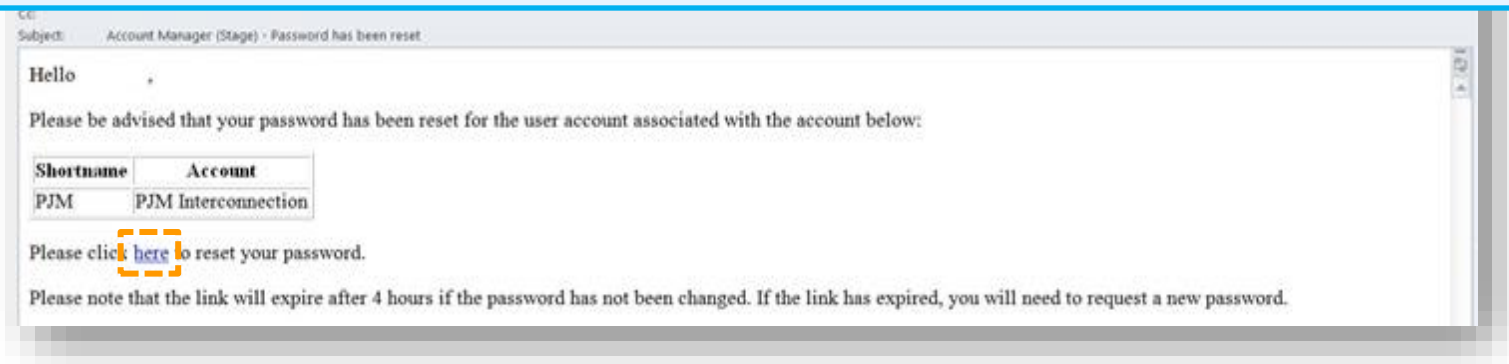 Cc:
Subject: Account Manager (Stage) - Password has been reset
Hello ,
Please be advised that your password has been reset for the user account associated with the account below:
Shortname Account
PJM PJM Interconnection
Please click here to reset your password.
Please note that the link will expire after 4 hours if the password has not been changed. If the link has expired, you will need to request a new password.